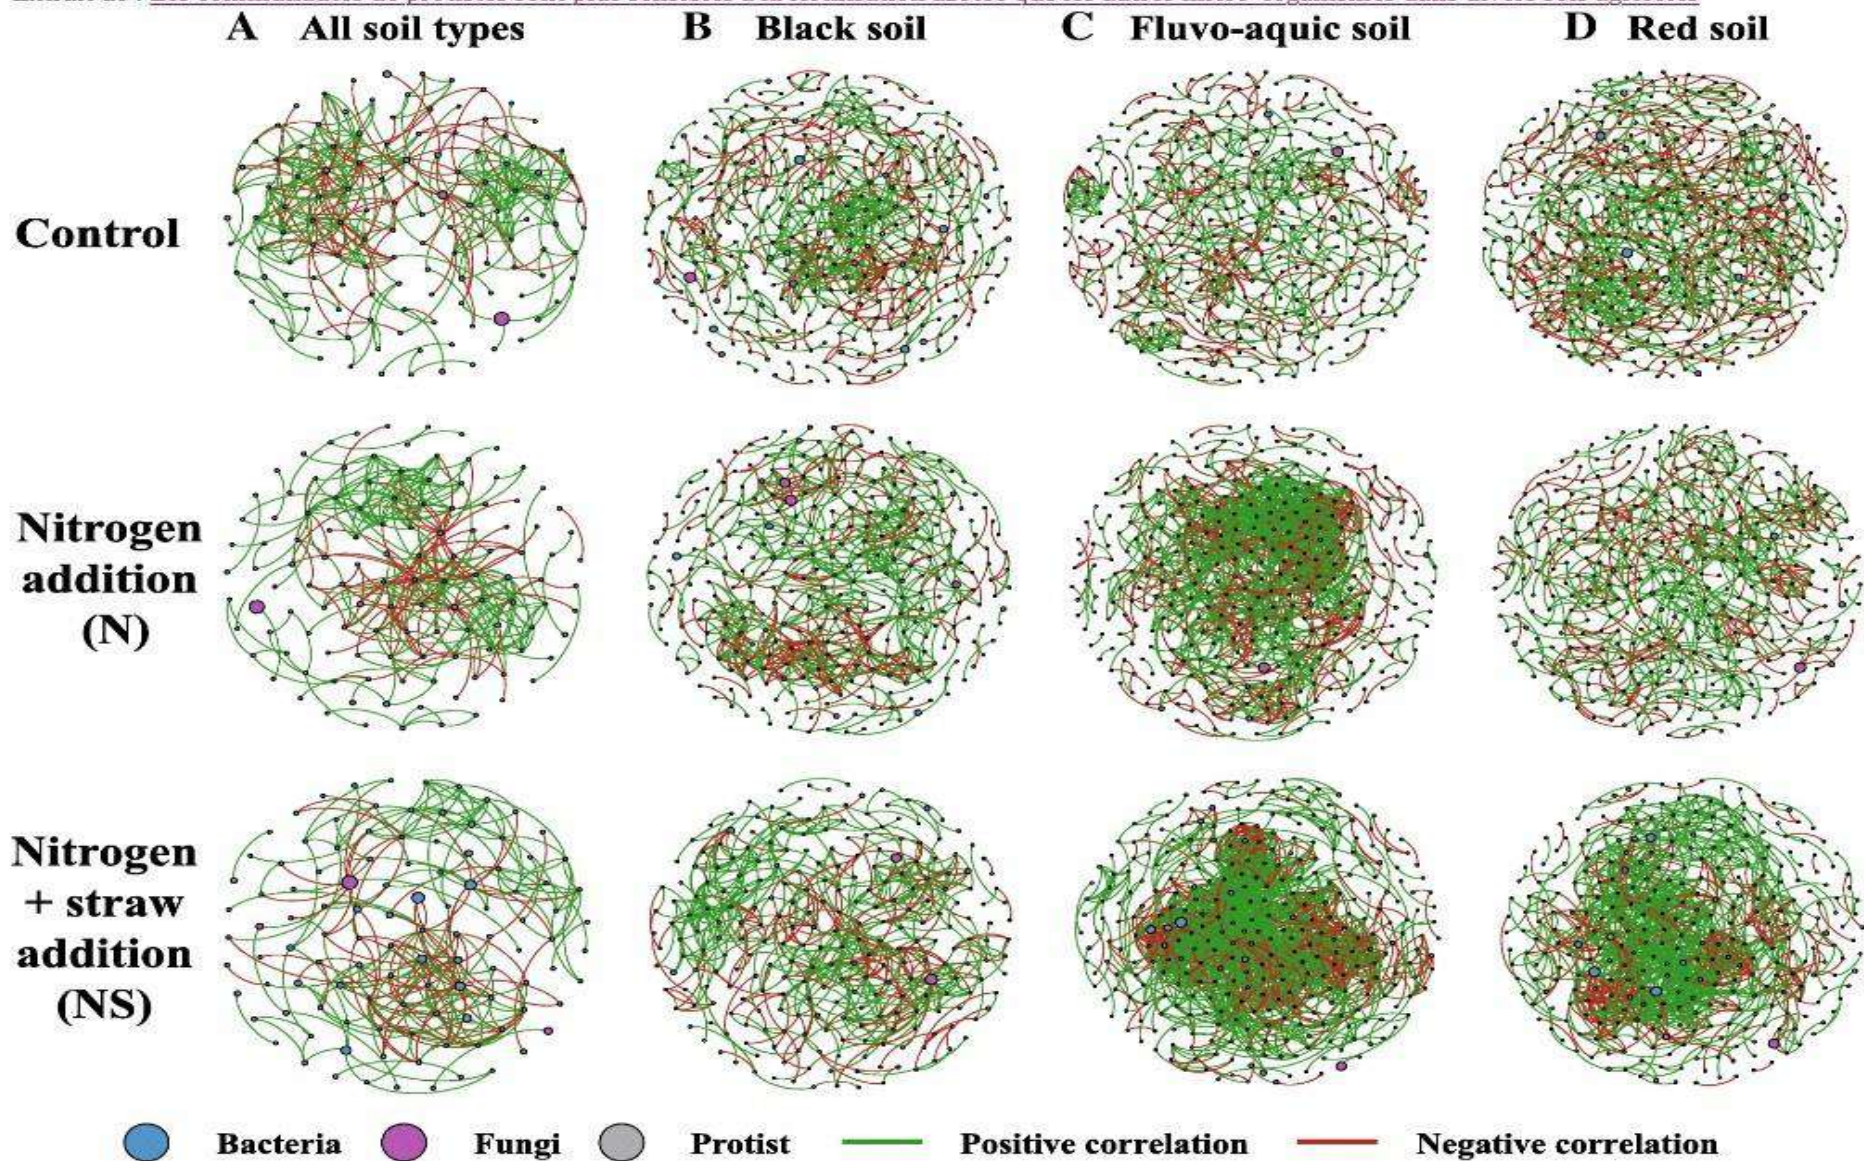 A All soil types B Black soil C Fluvo-aquic soil D Red soil
Control
Nitrogen
addition
(N)
Nitrogen
+ straw
addition
(NS)
Bacteria Fungi Protist Positive correlation Negative correlation